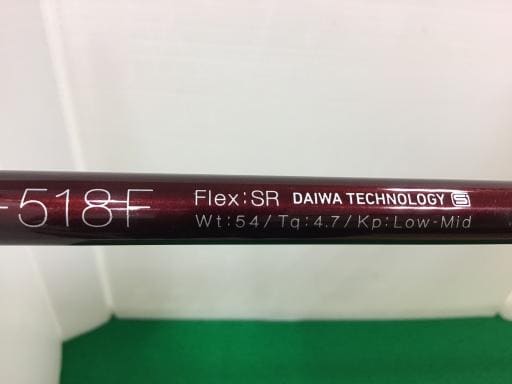 -518F
Flex:SR DAIWA TECHNOLOGY S
Wt:54/Tq:4.7/Kp:Low-Mid